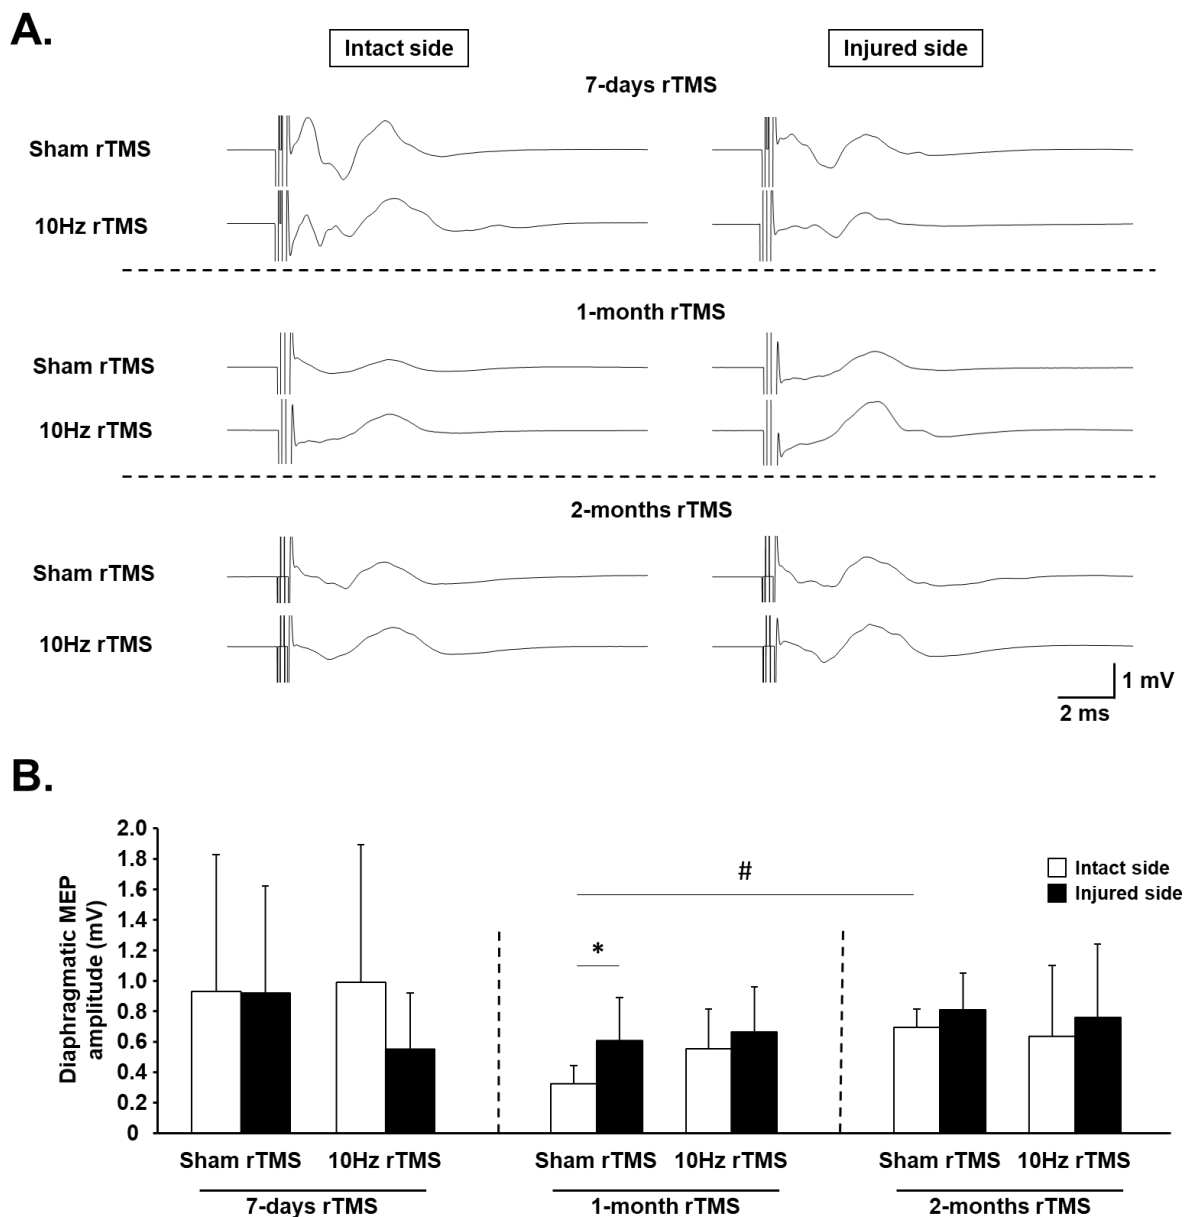 A.
Intact side
Injured side
7-days rTMS
Sham rTMS
10Hz rTMS
1-month rTMS
Sham rTMS
10Hz rTMS
2-months rTMS
Sham rTMS
10Hz rTMS
1 mV
2 ms
B.
Diaphragmatic MEP
amplitude (mV)
2.0
1.8
1.6
1.4
1.2
1.0
0.8
0.6
0.4
0.2
0
#
*
Intact side
Injured side
Sham rTMS 10Hz rTMS Sham rTMS 10Hz rTMS Sham rTMS 10Hz rTMS
7-days rTMS 1-month rTMS 2-months rTMS